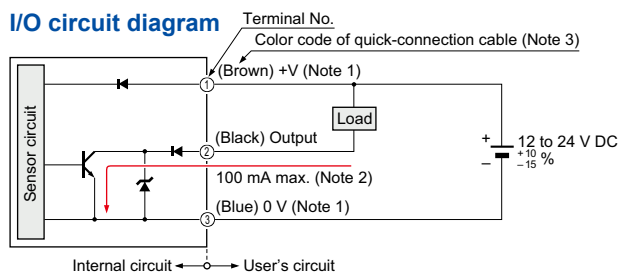 I/O circuit diagram
Terminal No.
Color code of quick-connection cable (Note 3)
(Brown) +V (Note 1)
1
Load
Sensor circuit
(Black) Output
2
+
12 to 24 V DC
+10
−15 %
−
100 mA max. (Note 2)
(Blue) 0 V (Note 1)
3
Internal circuit
User's circuit